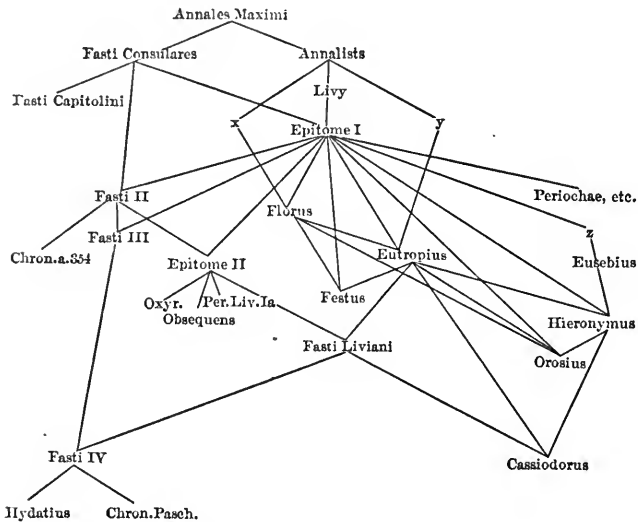 Annales Maximi
Fasti Consulares
Annalists
Fasti Capitolini
Livy
x
Epitome I
y
Fasti II
Florus
Periochae, etc.
Fasti III
z
Chron.a.354
Epitome II
Eutropius
Eusebius
Oxyr.
Per.Liv.Ia
Festus
Obsequens
Hieronymus
Fasti Liviani
Orosius
Fasti IV
Cassiodorus
Hydatius
Chron.Pasch.